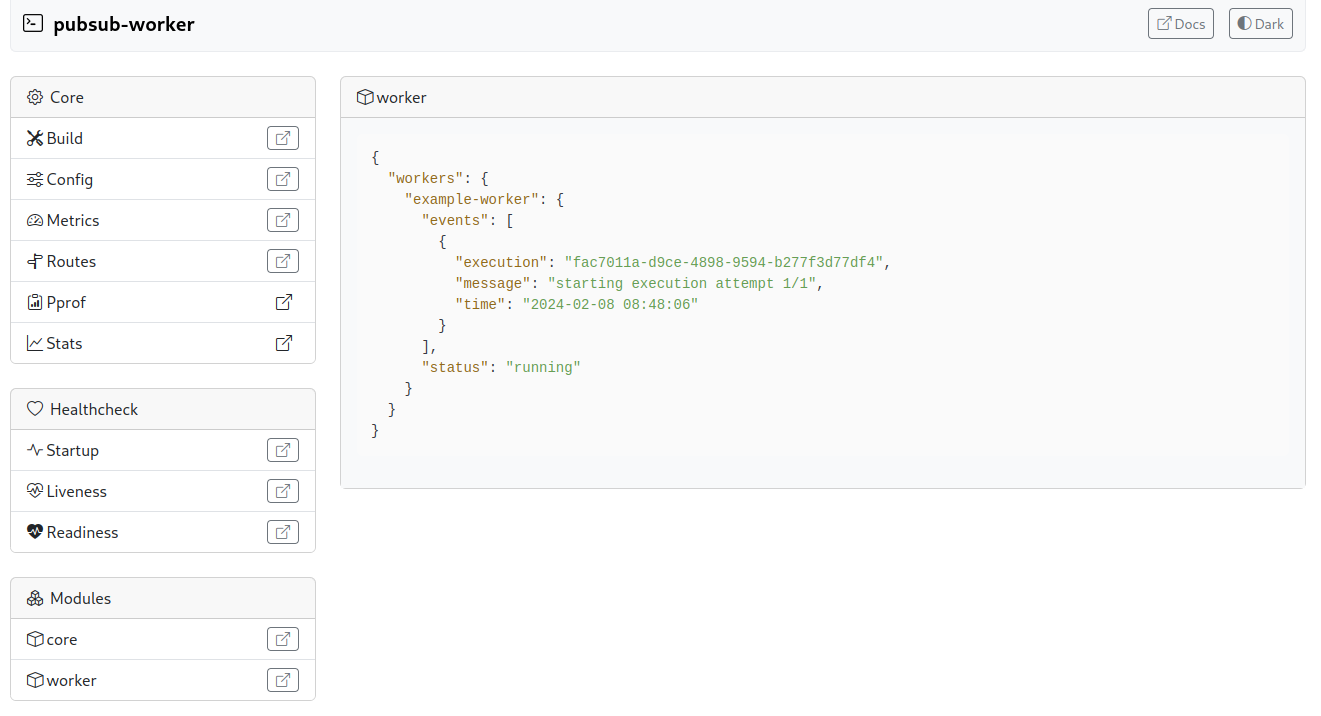 pubsub-worker
Docs
Dark
Core
Build
Config
Metrics
Routes
Pprof
Stats
Healthcheck
Startup
Liveness
Readiness
Modules
core
worker
worker
{
  "workers": {
    "example-worker": {
      "events": [
        {
          "execution": "fac7011a-d9ce-4898-9594-b277f3d77df4",
          "message": "starting execution attempt 1/1",
          "time": "2024-02-08 08:48:06"
        }
      ],
      "status": "running"
    }
  }
}